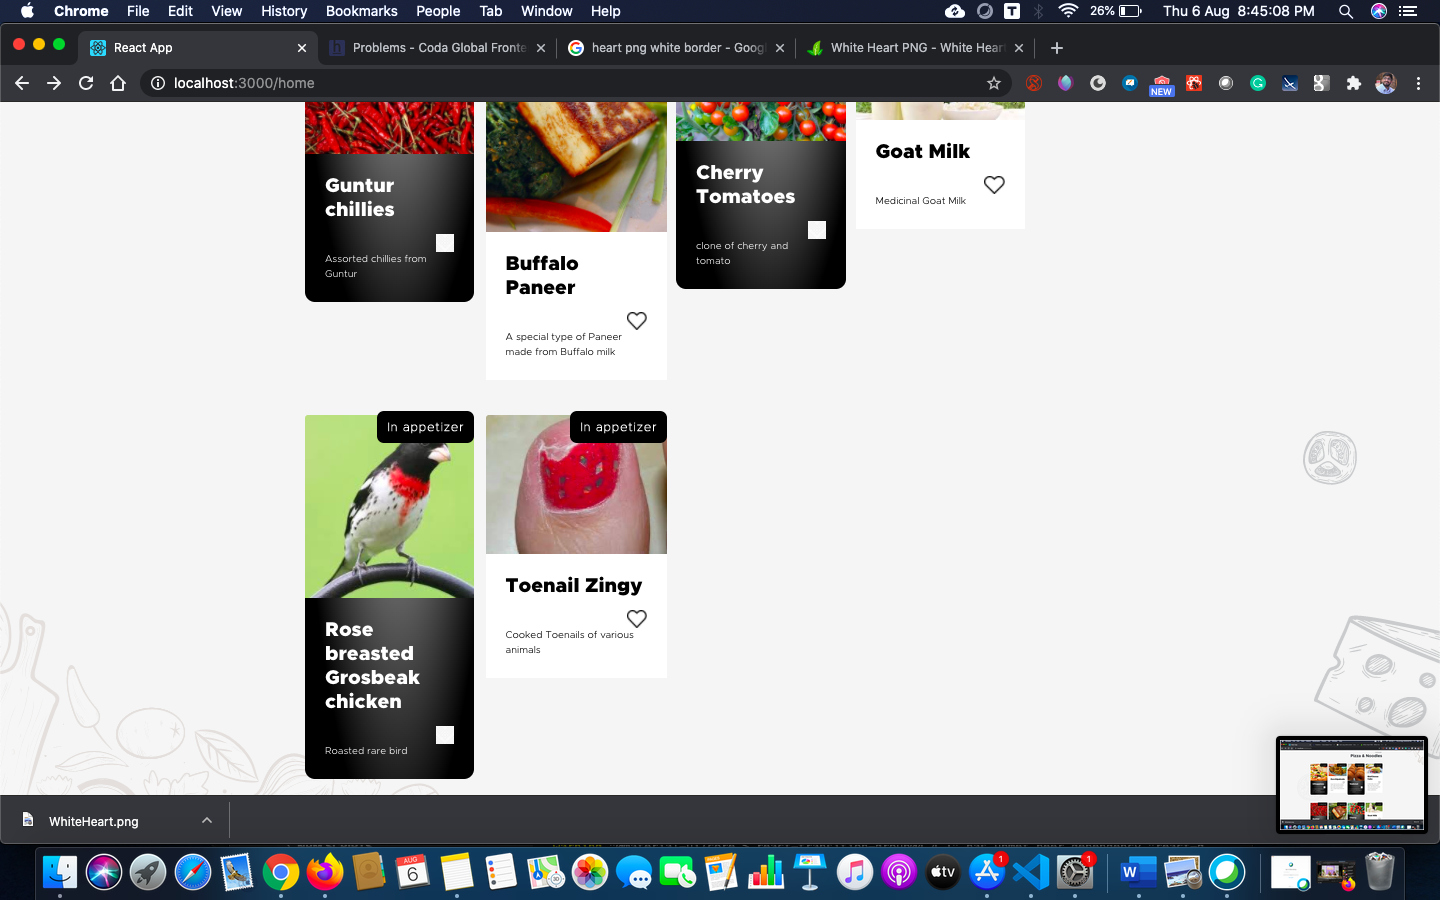 Chrome File Edit View History Bookmarks People Tab Window Help
T
26% Thu 6 Aug 8:45:08 PM
React App
Problems - Coda Global Fronte
heart png white border - Goog
White Heart PNG - White Hear
localhost:3000/home
NEW
Guntur
chillies
Assorted chillies from
Guntur
Buffalo
Paneer
A special type of Paneer
made from Buffalo milk
Cherry
Tomatoes
clone of cherry and
tomato
Goat Milk
Medicinal Goat Milk
In appetizer
Rose
breasted
Grosbeak
chicken
Roasted rare bird
In appetizer
Toenail Zingy
Cooked Toenails of various
animals
Pizza & Noodles
WhiteHeart.png
AUG
6
tv
1
1
W